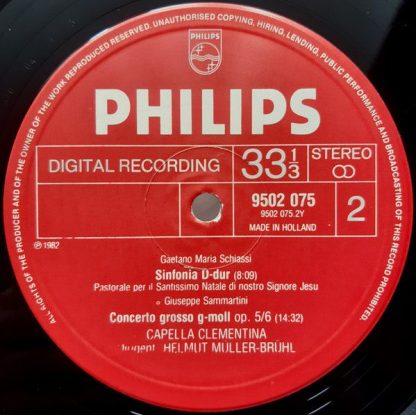 ALL RIGHTS OF THE PRODUCER AND OF THE OWNER OF THE WORK REPRODUCED RESERVED. UNAUTHORISED COPYING, HIRING, LENDING, PUBLIC PERFORMANCE AND BROADCASTING OF THIS RECORD PROHIBITED.
PHILIPS
PHILIPS
DIGITAL RECORDING 33 1/3 STEREO
9502 075
9502 075.2Y
MADE IN HOLLAND
2
℗ 1982
Gaetano Maria Schiassi
Sinfonia D-dur (8:09)
Pastorale per il Santissimo Natale di nostro Signore Jesu
Giuseppe Sammartini
Concerto grosso g-moll op. 5/6 (14:32)
CAPELLA CLEMENTINA
HELMUT MÜLLER-BRÜHL